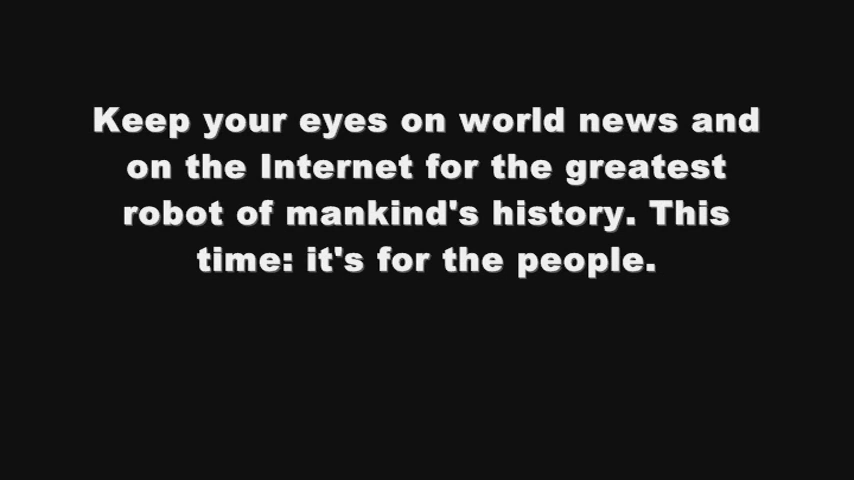 Keep your eyes on world news and
on the Internet for the greatest
robot of mankind's history. This
time: it's for the people.